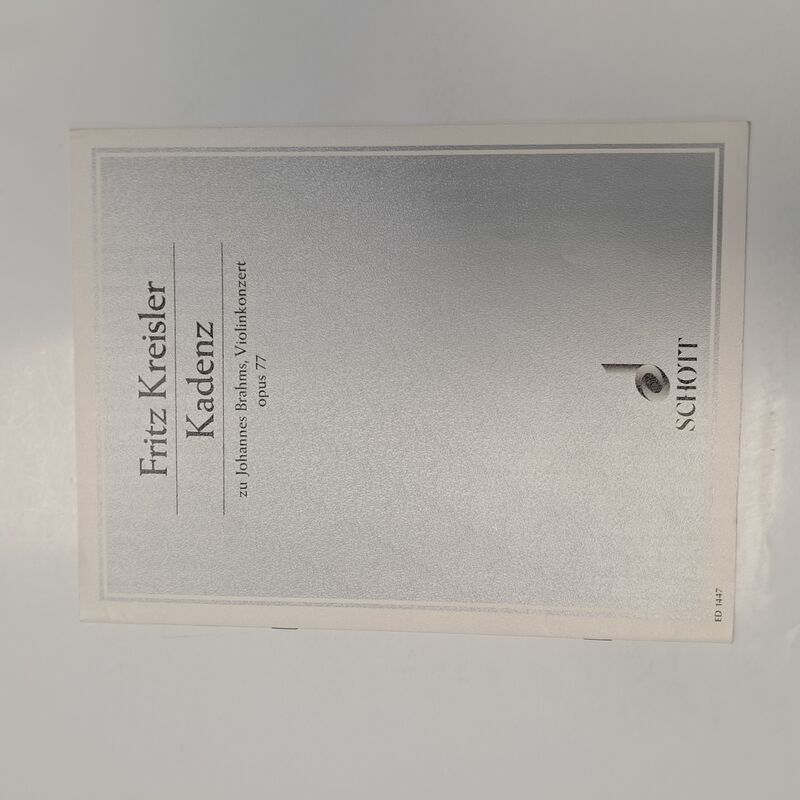 Fritz Kreisler
Kadenz
zu Johannes Brahms, Violinkonzert
opus 77
SCHOTT
ED 1447